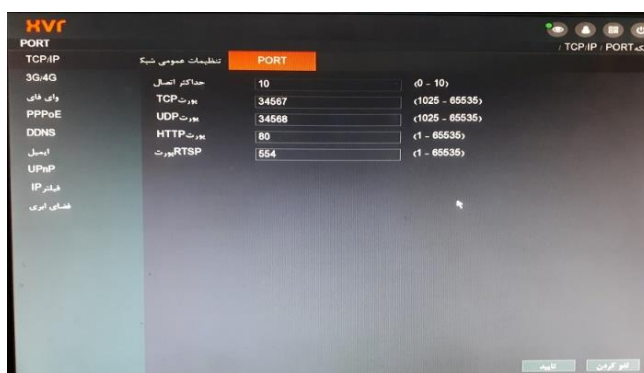 XVR
PORT
شبکه / TCP/IP / PORT
TCP/IP
تنظیمات عمومی شبک
PORT
3G/4G
حداکثر اتصال
10
(0 - 10)
وای فای
پورت TCP
34567
(1025 - 65535)
PPPoE
پورت UDP
34568
(1025 - 65535)
DDNS
پورت HTTP
80
(1 - 65535)
ایمیل
پورت RTSP
554
(1 - 65535)
UPnP
فیلتر IP
فضای ابری
تایید
لغو کردن